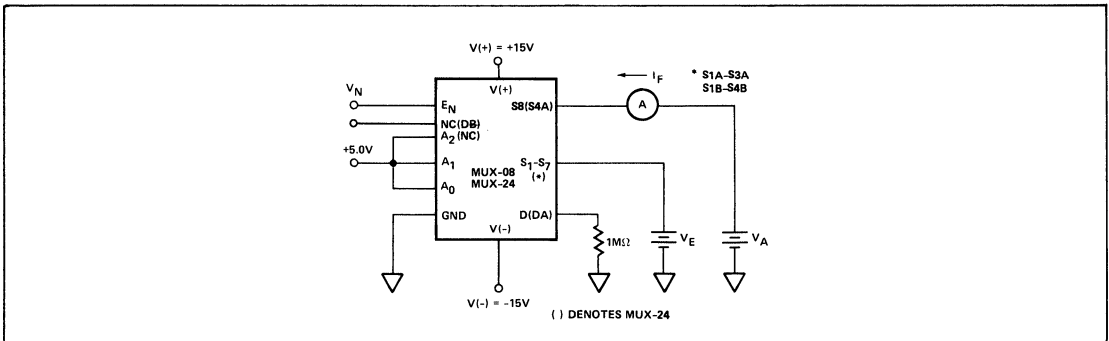 V(+) = +15V
I_F
* S1A-S3A
S1B-S4B
V_N
V(+)
E_N
S8(S4A)
A
NC(DB)
A_2 (NC)
+5.0V
A_1
S_1-S_7
MUX-08
(*)
MUX-24
A_0
GND
D(DA)
V(-)
1MΩ
V_E
V_A
V(-) = -15V
( ) DENOTES MUX-24